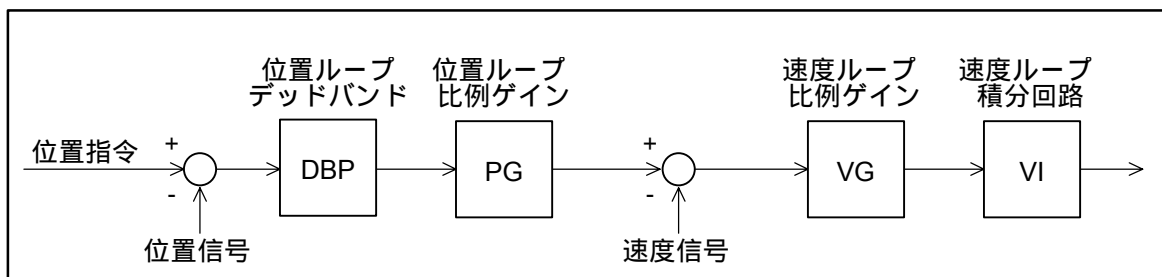 位置ループ
デッドバンド
位置ループ
比例ゲイン
速度ループ
比例ゲイン
速度ループ
積分回路
位置指令
+
-
DBP
PG
+
-
VG
VI
位置信号
速度信号